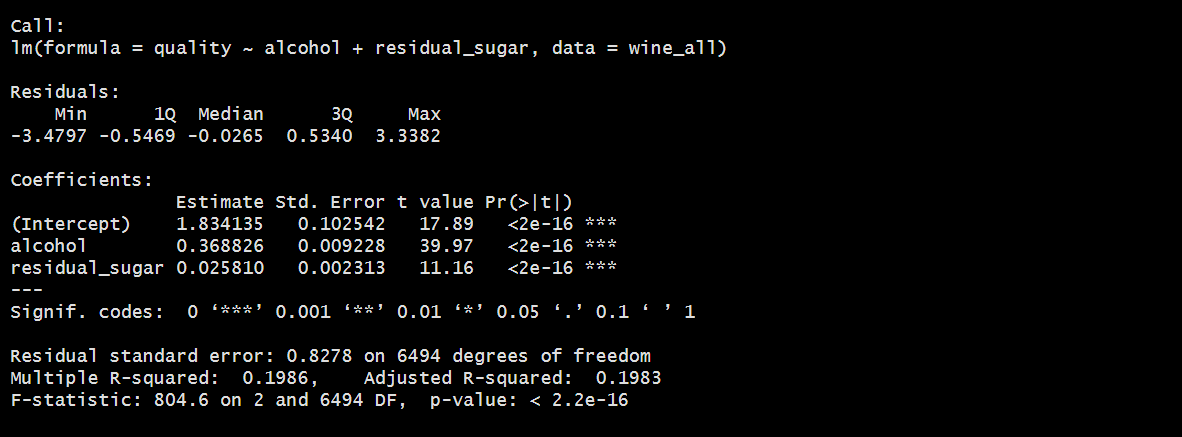 Call:
lm(formula = quality ~ alcohol + residual_sugar, data = wine_all)
Residuals:
    Min      1Q  Median      3Q     Max
-3.4797 -0.5469 -0.0265  0.5340  3.3382
Coefficients:
               Estimate Std. Error t value Pr(>|t|)
(Intercept)    1.834135   0.102542   17.89   <2e-16 ***
alcohol        0.368826   0.009228   39.97   <2e-16 ***
residual_sugar 0.025810   0.002313   11.16   <2e-16 ***
---
Signif. codes:  0 ‘***’ 0.001 ‘**’ 0.01 ‘*’ 0.05 ‘.’ 0.1 ‘ ’ 1
Residual standard error: 0.8278 on 6494 degrees of freedom
Multiple R-squared:  0.1986,    Adjusted R-squared:  0.1983
F-statistic: 804.6 on 2 and 6494 DF,  p-value: < 2.2e-16